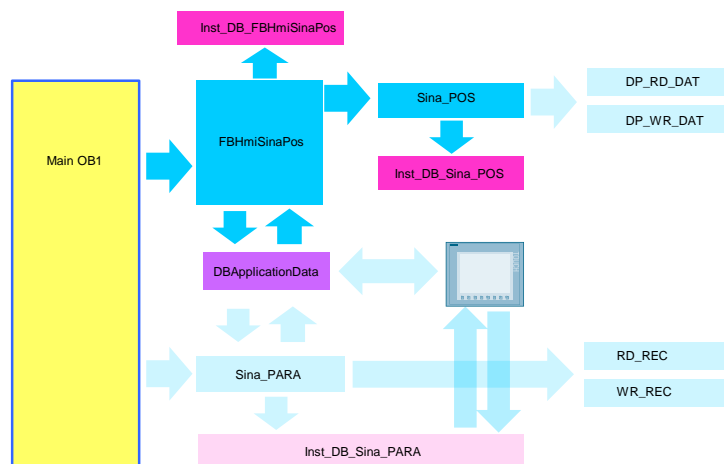 Inst_DB_FBHmiSinaPos
Main OB1
FBHmiSinaPos
Sina_POS
DP_RD_DAT
DP_WR_DAT
Inst_DB_Sina_POS
DBApplicationData
Sina_PARA
RD_REC
WR_REC
Inst_DB_Sina_PARA